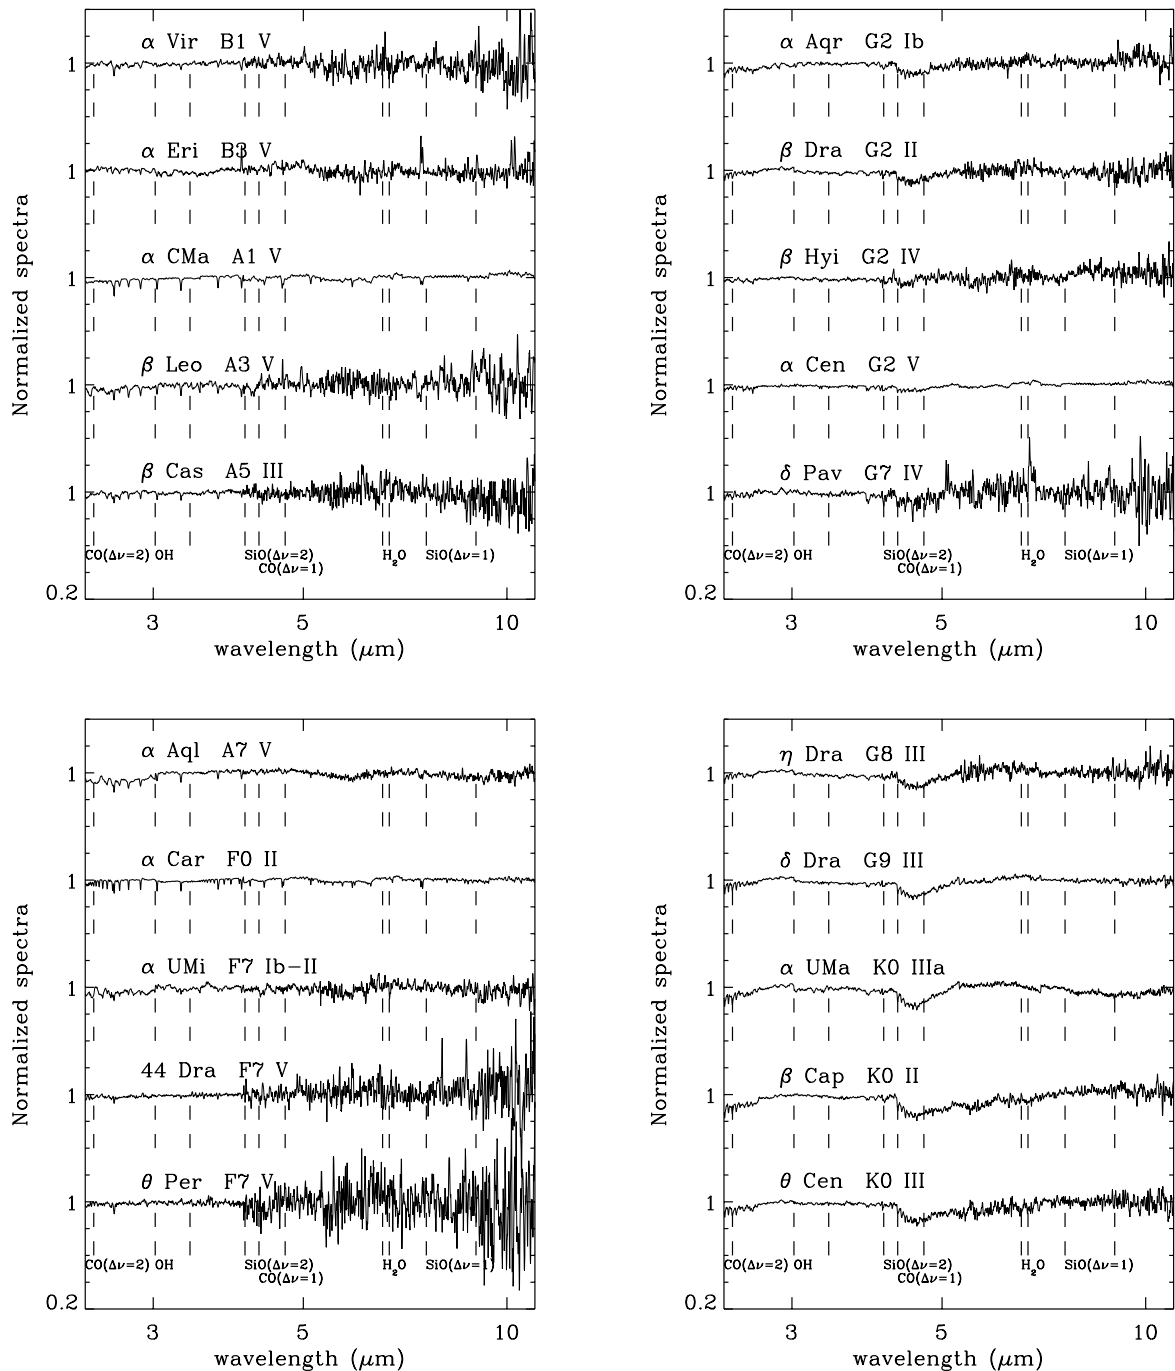 α Vir B1 V
1
α Eri B3 V
1
α CMa A1 V
1
β Leo A3 V
1
β Cas A5 III
1
CO(Δν=2) OH SiO(Δν=2) H₂O SiO(Δν=1)
CO(Δν=1)
0.2
3 5 10
wavelength (μm)
Normalized spectra
α Aqr G2 Ib
1
β Dra G2 II
1
β Hyi G2 IV
1
α Cen G2 V
1
δ Pav G7 IV
1
CO(Δν=2) OH SiO(Δν=2) H₂O SiO(Δν=1)
CO(Δν=1)
0.2
3 5 10
wavelength (μm)
Normalized spectra
α Aql A7 V
1
α Car F0 II
1
α UMi F7 Ib-II
1
44 Dra F7 V
1
θ Per F7 V
1
CO(Δν=2) OH SiO(Δν=2) H₂O SiO(Δν=1)
CO(Δν=1)
0.2
3 5 10
wavelength (μm)
Normalized spectra
η Dra G8 III
1
δ Dra G9 III
1
α UMa K0 IIIa
1
β Cap K0 II
1
θ Cen K0 III
1
CO(Δν=2) OH SiO(Δν=2) H₂O SiO(Δν=1)
CO(Δν=1)
0.2
3 5 10
wavelength (μm)
Normalized spectra